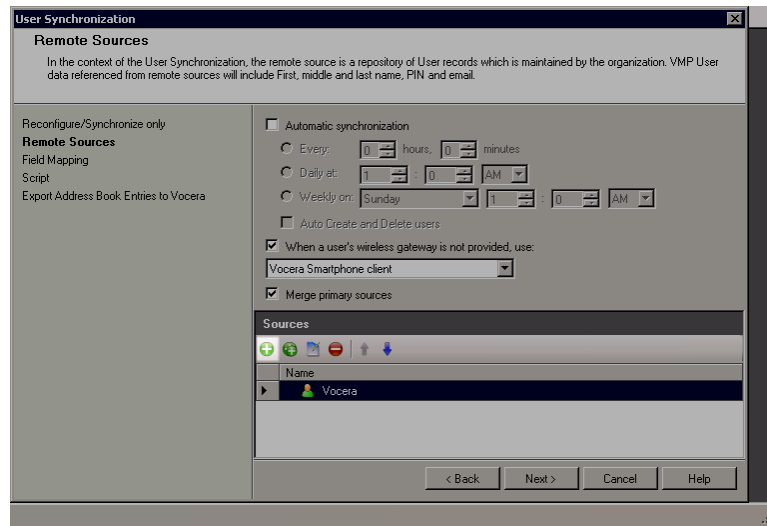 User Synchronization
Remote Sources
In the context of the User Synchronization, the remote source is a repository of User records which is maintained by the organization. VMP User
data referenced from remote sources will include First, middle and last name, PIN and email.
Reconfigure/Synchronize only
Remote Sources
Field Mapping
Script
Export Address Book Entries to Vocera
Automatic synchronization
Every: 0 hours, 0 minutes
Daily at: 1 : 0 AM
Weekly on: Sunday 1 : 0 AM
Auto Create and Delete users
When a user's wireless gateway is not provided, use:
Vocera Smartphone client
Merge primary sources
Sources
Name
Vocera
< Back Next > Cancel Help